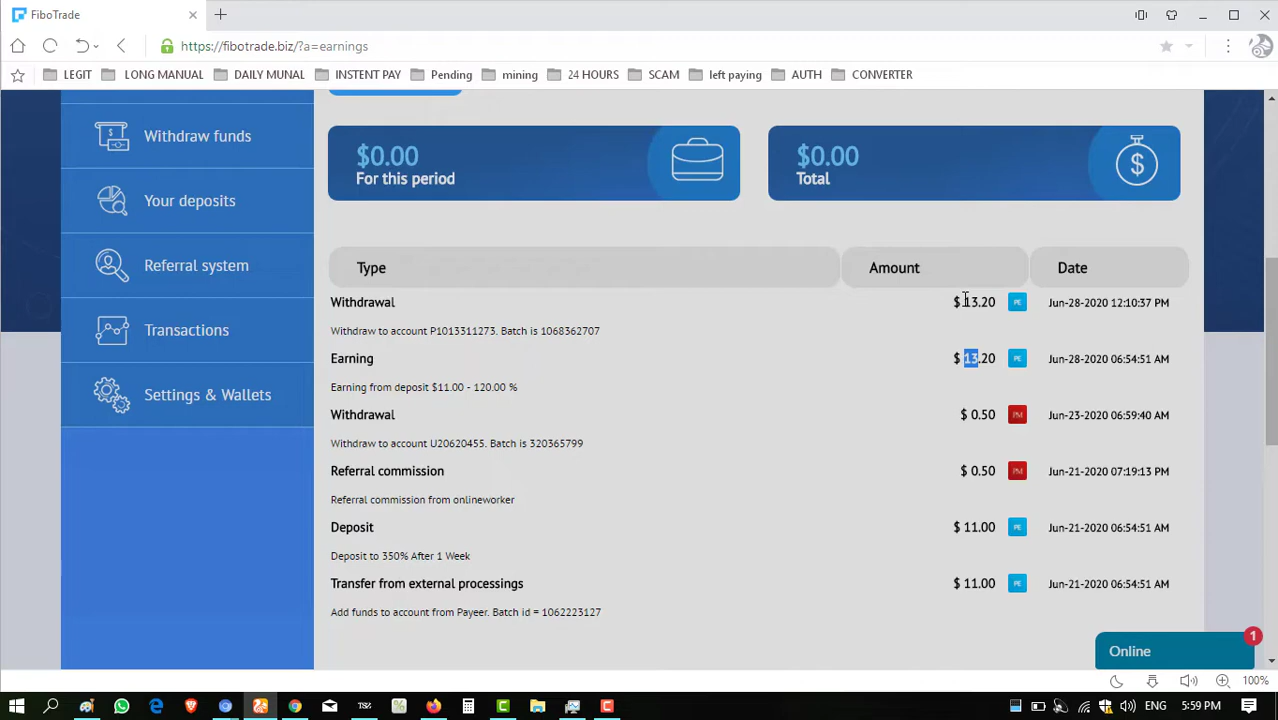 FiboTrade
https://fibotrade.biz/?a=earnings
LEGIT LONG MANUAL DAILY MUNAL INSTENT PAY Pending mining 24 HOURS SCAM left paying AUTH CONVERTER
Withdraw funds
Your deposits
Referral system
Transactions
Settings & Wallets
$0.00
For this period
$0.00
Total
Type Amount Date
Withdrawal $ 13.20 PE Jun-28-2020 12:10:37 PM
Withdraw to account P1013311273. Batch is 1068362707
Earning $ 13.20 PE Jun-28-2020 06:54:51 AM
Earning from deposit $11.00 - 120.00 %
Withdrawal $ 0.50 PM Jun-23-2020 06:59:40 AM
Withdraw to account U20620455. Batch is 320365799
Referral commission $ 0.50 PM Jun-21-2020 07:19:13 PM
Referral commission from onlineworker
Deposit $ 11.00 PE Jun-21-2020 06:54:51 AM
Deposit to 350% After 1 Week
Transfer from external processings $ 11.00 PE Jun-21-2020 06:54:51 AM
Add funds to account from Payeer. Batch id = 1062223127
Online 1
100%
ENG 5:59 PM